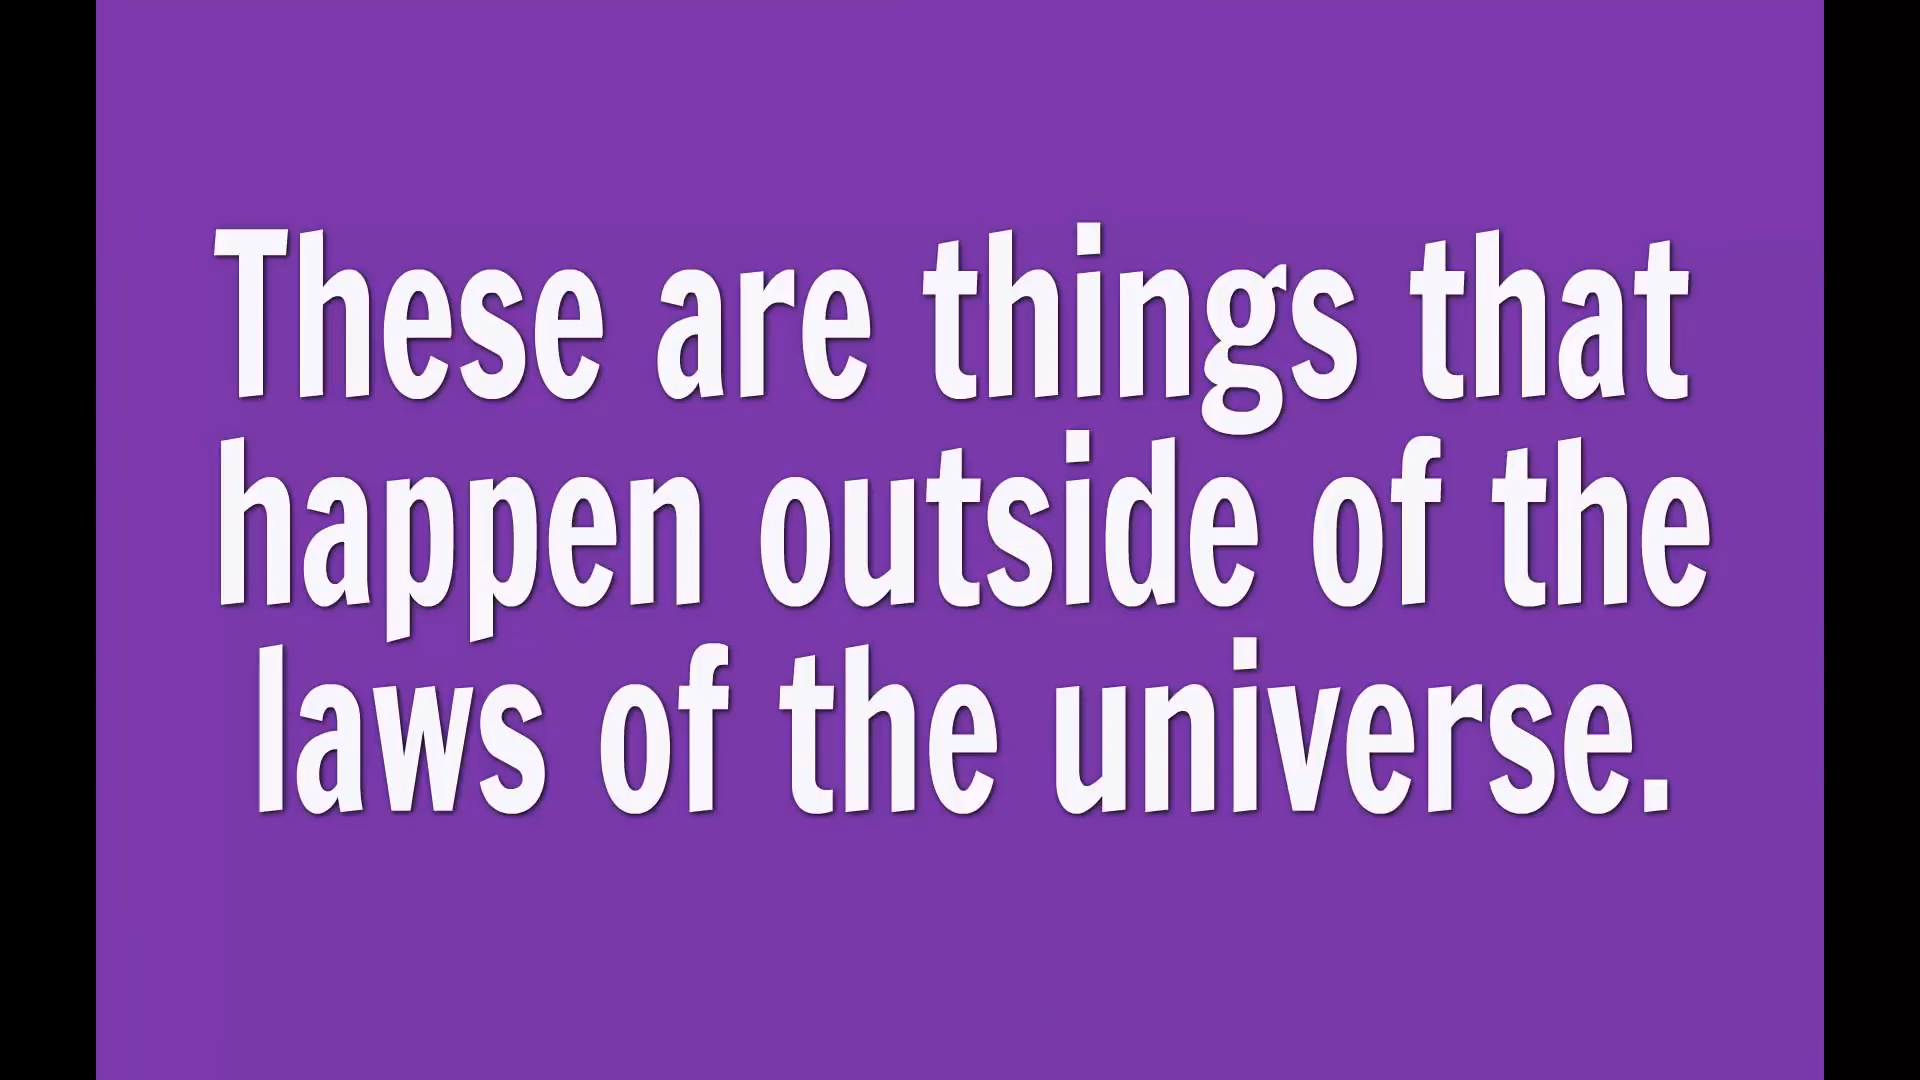 These are things that
happen outside of the
laws of the universe.